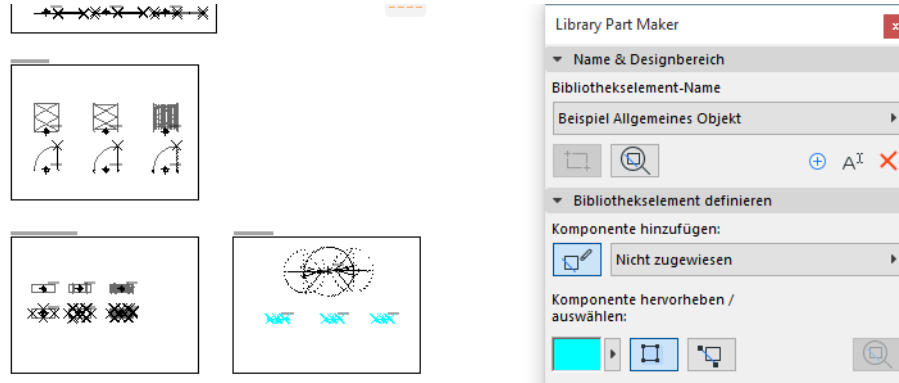 Library Part Maker
Name & Designbereich
Bibliothekselement-Name
Beispiel Allgemeines Objekt
Bibliothekselement definieren
Komponente hinzufügen:
Nicht zugewiesen
Komponente hervorheben /
auswählen: